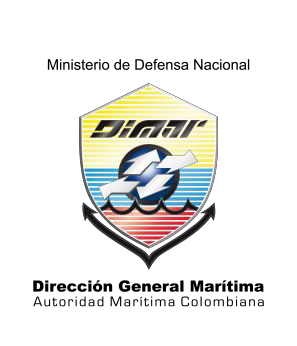 Ministerio de Defensa Nacional
DIMAR
Dirección General Marítima
Autoridad Marítima Colombiana